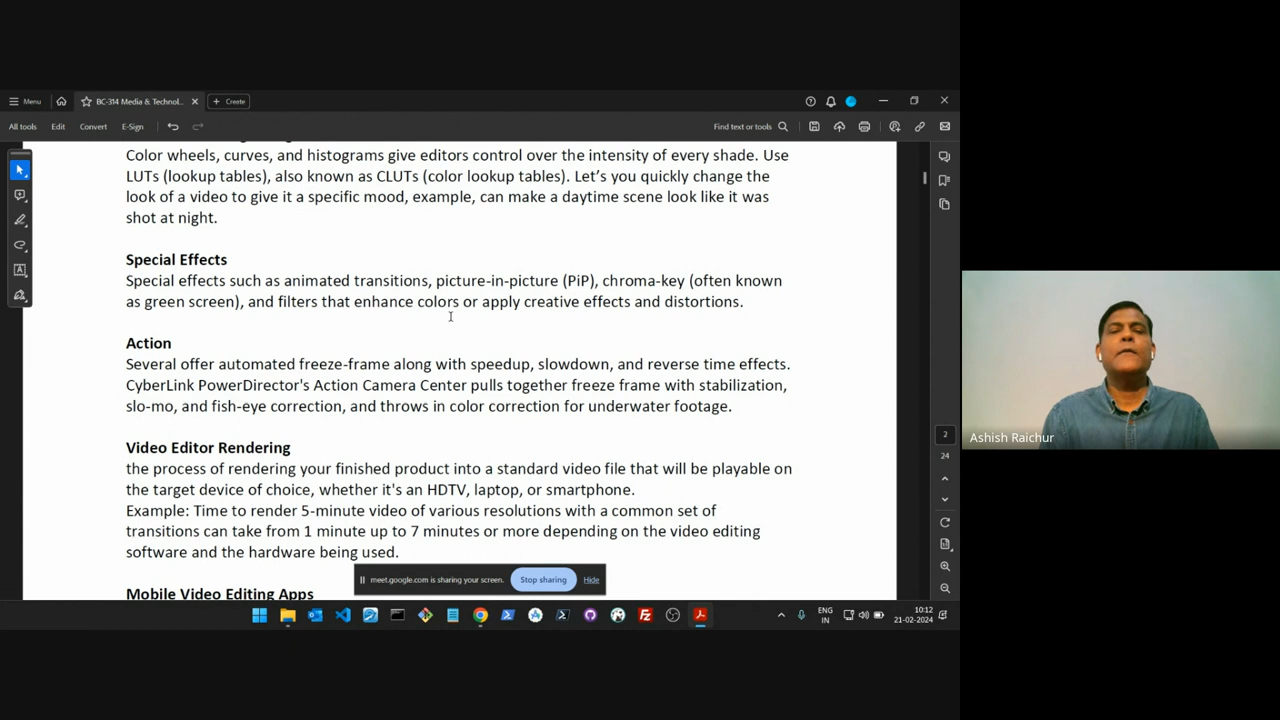 Menu
BC-314 Media & Technol...
Create
All tools
Edit
Convert
E-Sign
Find text or tools
Color wheels, curves, and histograms give editors control over the intensity of every shade. Use
LUTs (lookup tables), also known as CLUTs (color lookup tables). Let’s you quickly change the
look of a video to give it a specific mood, example, can make a daytime scene look like it was
shot at night.
Special Effects
Special effects such as animated transitions, picture-in-picture (PiP), chroma-key (often known
as green screen), and filters that enhance colors or apply creative effects and distortions.
Action
Several offer automated freeze-frame along with speedup, slowdown, and reverse time effects.
CyberLink PowerDirector's Action Camera Center pulls together freeze frame with stabilization,
slo-mo, and fish-eye correction, and throws in color correction for underwater footage.
Video Editor Rendering
the process of rendering your finished product into a standard video file that will be playable on
the target device of choice, whether it's an HDTV, laptop, or smartphone.
Example: Time to render 5-minute video of various resolutions with a common set of
transitions can take from 1 minute up to 7 minutes or more depending on the video editing
software and the hardware being used.
Mobile Video Editing Apps
2
24
meet.google.com is sharing your screen.
Stop sharing
Hide
ENG
IN
10:12
21-02-2024
Ashish Raichur